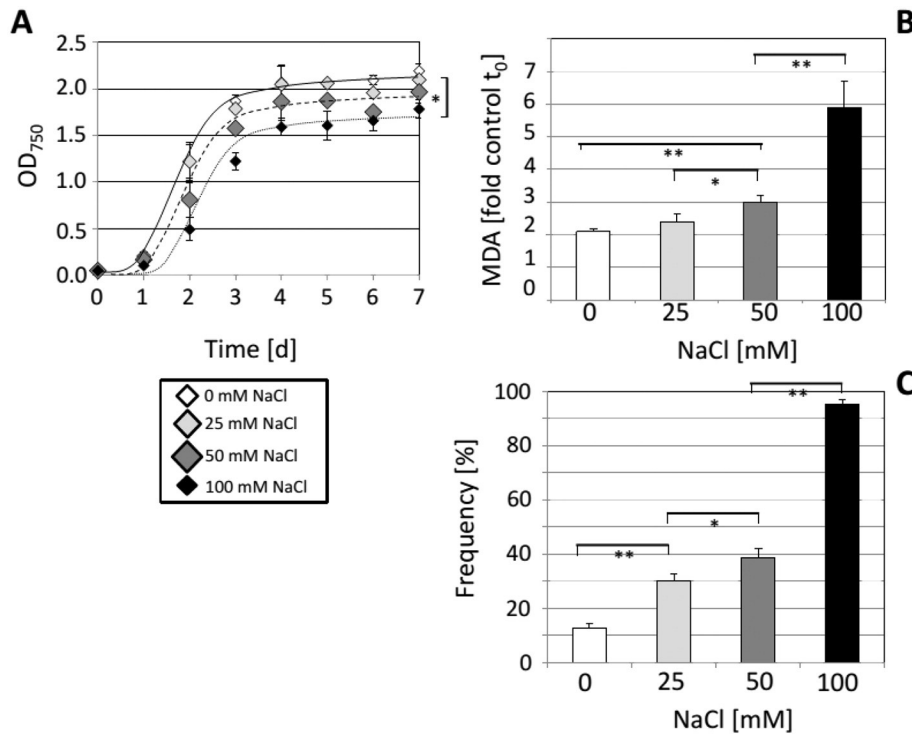 A
2.5
2.0
1.5
1.0
0.5
0.0
OD750
*
0 1 2 3 4 5 6 7
Time [d]
0 mM NaCl
25 mM NaCl
50 mM NaCl
100 mM NaCl
B
7
6
5
4
3
2
1
0
MDA [fold control t0]
**
**
*
0 25 50 100
NaCl [mM]
C
100
80
60
40
20
0
Frequency [%]
**
*
**
0 25 50 100
NaCl [mM]